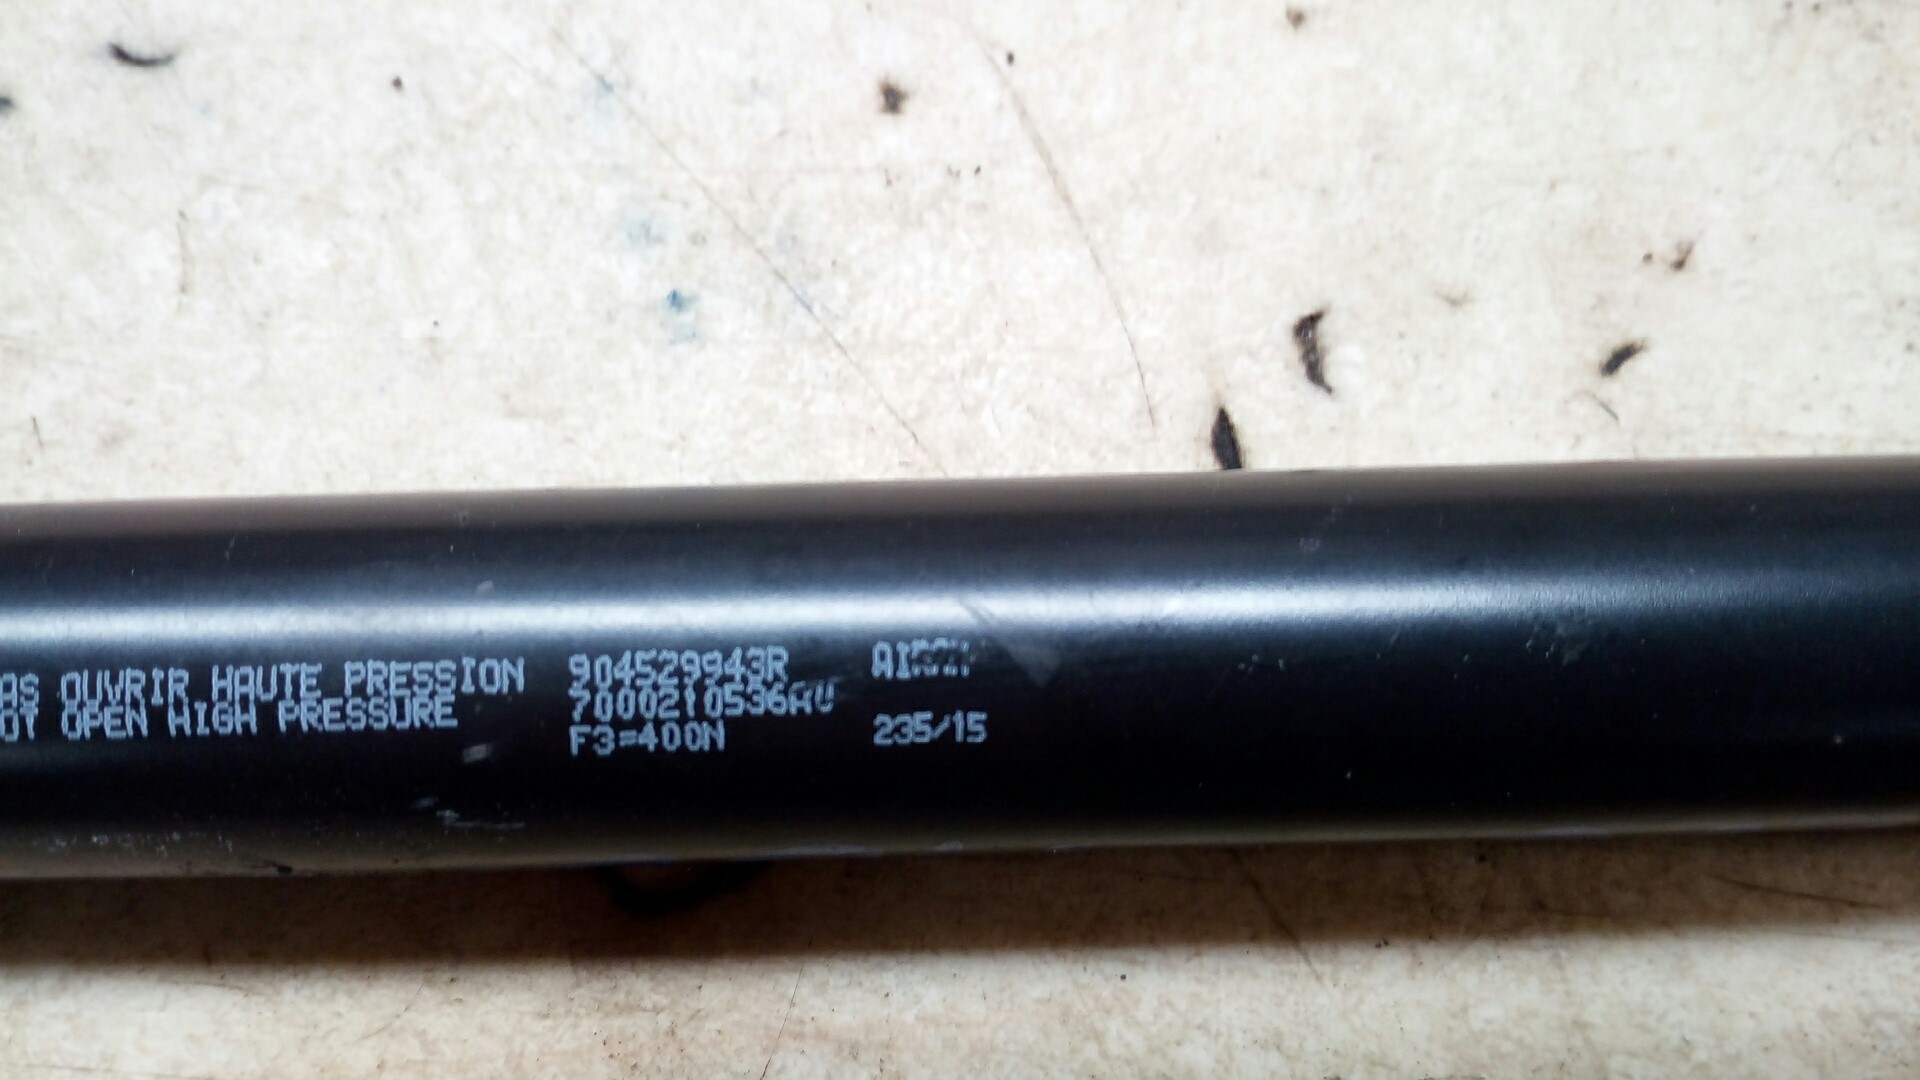 AS OUVRIR HAUTE PRESSION
OT OPEN HIGH PRESSURE
904529943R
F3=400N
235/15